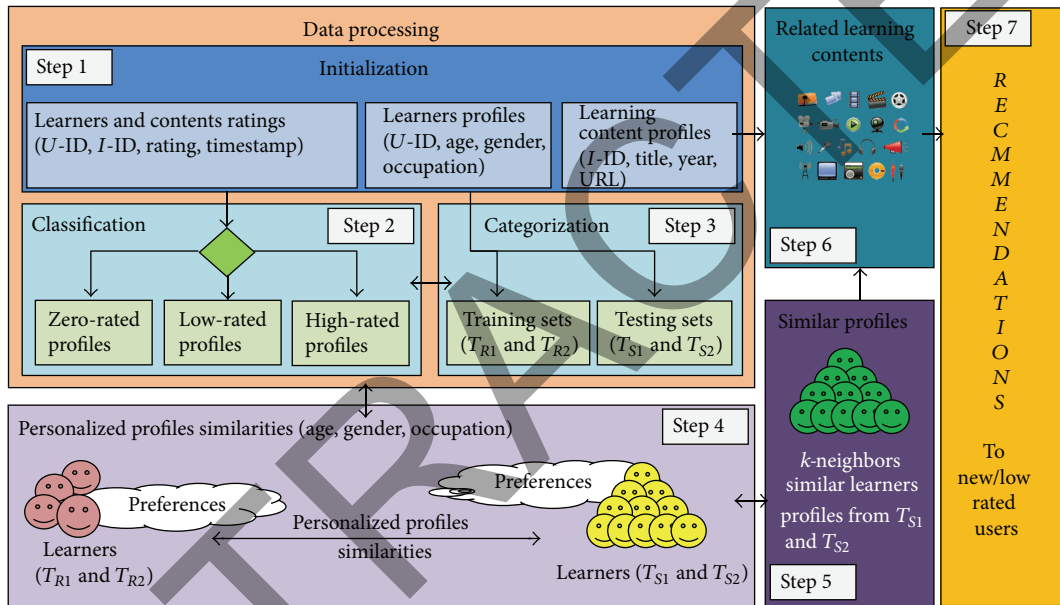 Data processing
Step 1
Initialization
Learners and contents ratings
(U-ID, I-ID, rating, timestamp)
Learners profiles
(U-ID, age, gender,
occupation)
Learning
content profiles
(I-ID, title, year,
URL)
Classification
Step 2
Zero-rated
profiles
Low-rated
profiles
High-rated
profiles
Categorization
Step 3
Training sets
(TR1 and TR2)
Testing sets
(TS1 and TS2)
Personalized profiles similarities (age, gender, occupation)
Step 4
Preferences
Preferences
Personalized profiles
similarities
Learners
(TR1 and TR2)
Learners (TS1 and TS2)
Related learning
contents
Step 6
Similar profiles
k-neighbors
similar learners
profiles from TS1
and TS2
Step 5
Step 7
R
E
C
M
M
E
N
D
A
T
I
O
N
S
To
new/low
rated
users
TRACTE